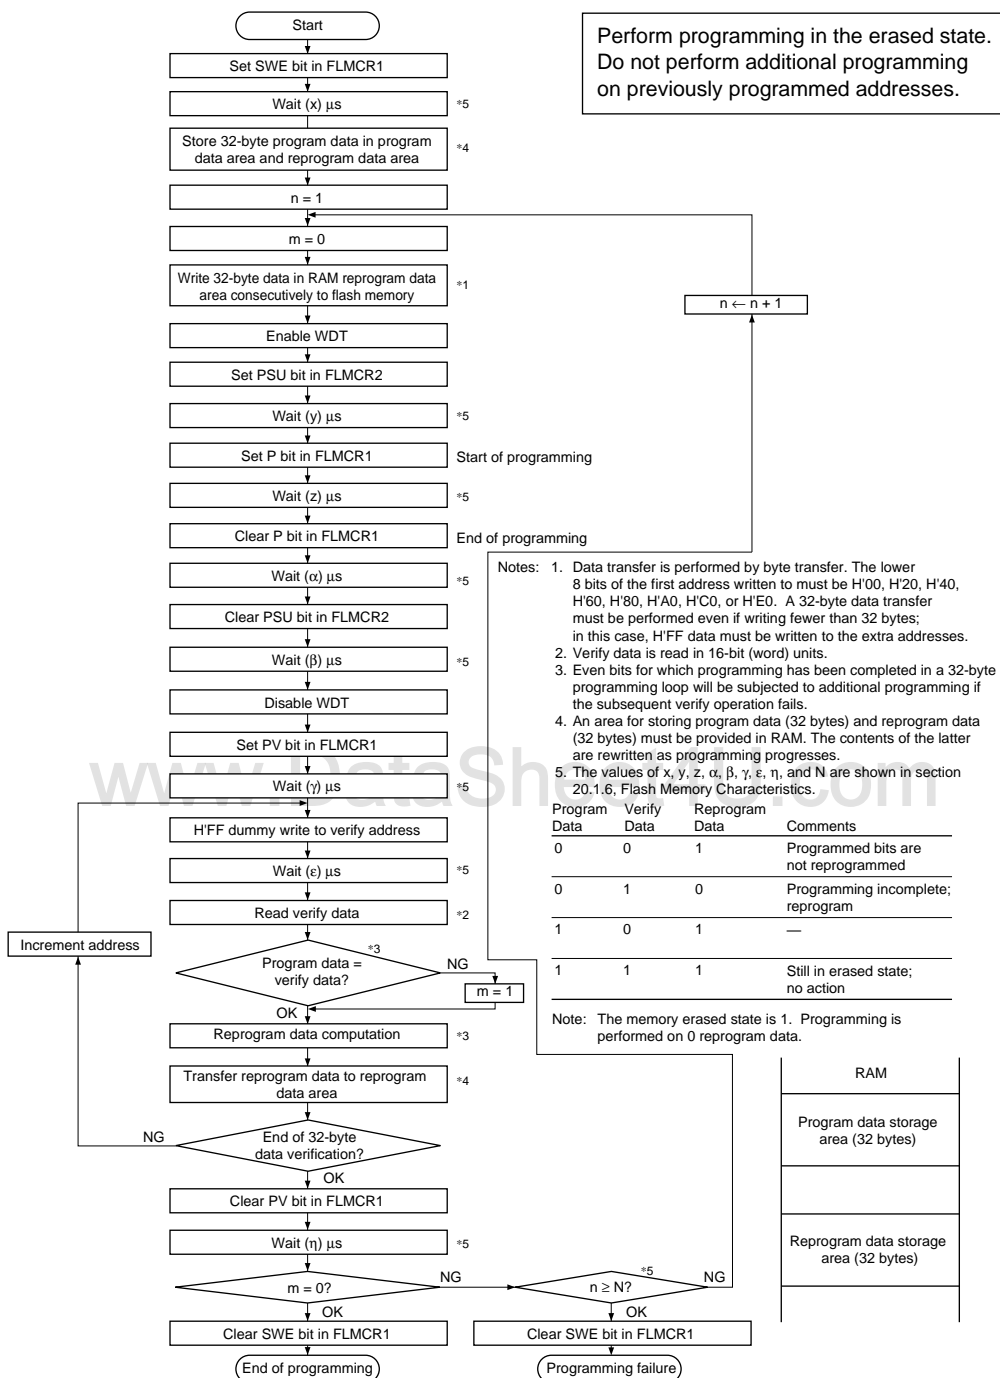 Start
Perform programming in the erased state.
Do not perform additional programming
on previously programmed addresses.
Set SWE bit in FLMCR1
Wait (x) μs
*5
Store 32-byte program data in program
data area and reprogram data area
*4
n = 1
m = 0
Write 32-byte data in RAM reprogram data
area consecutively to flash memory
*1
n ← n + 1
Enable WDT
Set PSU bit in FLMCR2
Wait (y) μs
*5
Set P bit in FLMCR1
Start of programming
Wait (z) μs
*5
Clear P bit in FLMCR1
End of programming
Wait (α) μs
*5
Clear PSU bit in FLMCR2
Wait (β) μs
*5
Disable WDT
Set PV bit in FLMCR1
Wait (γ) μs
*5
H'FF dummy write to verify address
Wait (ε) μs
*5
Read verify data
*2
Increment address
*3
Program data =
verify data?
NG
m = 1
OK
Reprogram data computation
*3
Transfer reprogram data to reprogram
data area
*4
NG
End of 32-byte
data verification?
OK
Clear PV bit in FLMCR1
Wait (η) μs
*5
m = 0?
NG
*5
n ≥ N?
NG
OK
OK
Clear SWE bit in FLMCR1
Clear SWE bit in FLMCR1
End of programming
Programming failure
Notes: 1. Data transfer is performed by byte transfer. The lower
8 bits of the first address written to must be H'00, H'20, H'40,
H'60, H'80, H'A0, H'C0, or H'E0. A 32-byte data transfer
must be performed even if writing fewer than 32 bytes;
in this case, H'FF data must be written to the extra addresses.
2. Verify data is read in 16-bit (word) units.
3. Even bits for which programming has been completed in a 32-byte
programming loop will be subjected to additional programming if
the subsequent verify operation fails.
4. An area for storing program data (32 bytes) and reprogram data
(32 bytes) must be provided in RAM. The contents of the latter
are rewritten as programming progresses.
5. The values of x, y, z, α, β, γ, ε, η, and N are shown in section
20.1.6, Flash Memory Characteristics.
www.DataSheet4U.com
Program Verify Reprogram
Data Data Data Comments
0 0 1 Programmed bits are
not reprogrammed
0 1 0 Programming incomplete;
reprogram
1 0 1 —
1 1 1 Still in erased state;
no action
Note: The memory erased state is 1. Programming is
performed on 0 reprogram data.
RAM
Program data storage
area (32 bytes)
Reprogram data storage
area (32 bytes)